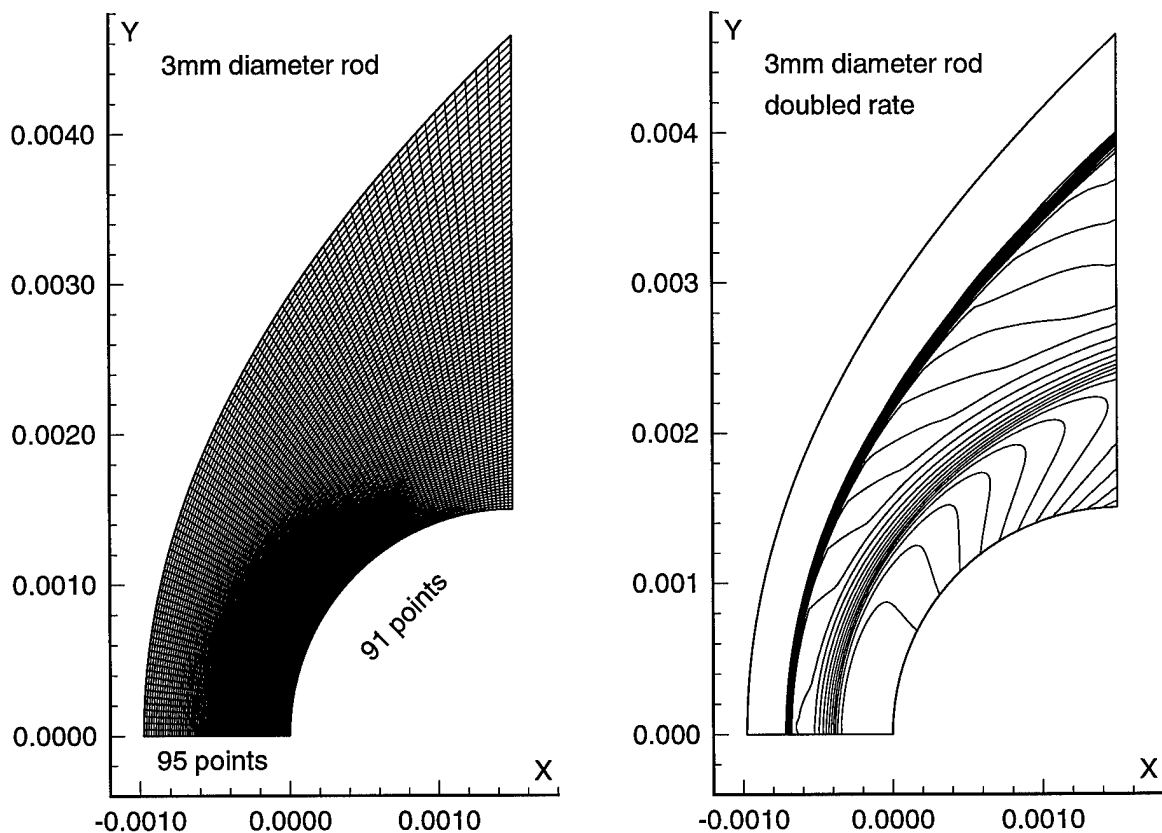 Y
3mm diameter rod
0.0040
0.0030
0.0020
0.0010
0.0000
91 points
95 points
X
-0.0010 0.0000 0.0010
Y
3mm diameter rod
doubled rate
0.004
0.003
0.002
0.001
0.000
X
-0.0010 0.0000 0.0010